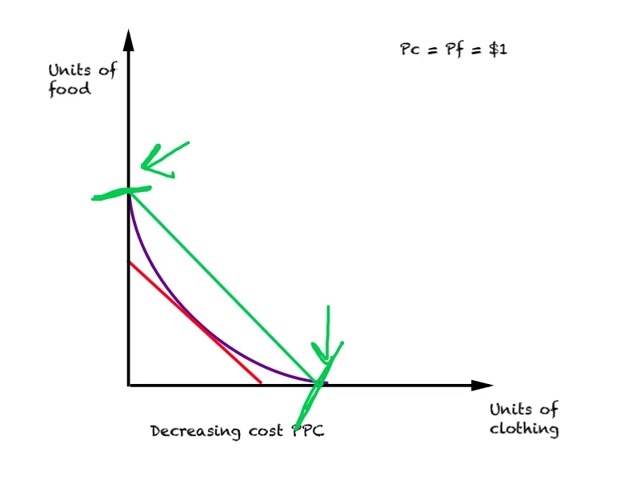 Pc = Pf = $1
Units of
food
Units of
clothing
Decreasing cost PPC